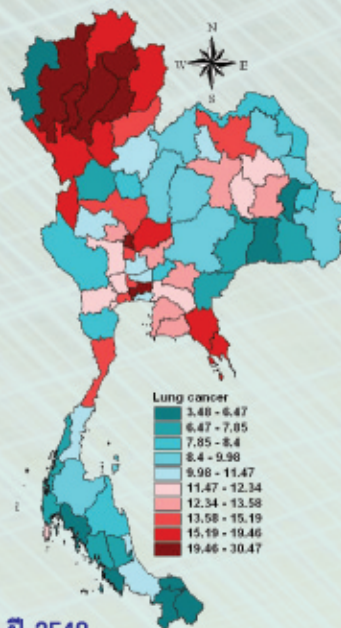 N
W E
S
Lung cancer
3.48 - 6.47
6.47 - 7.85
7.85 - 8.4
8.4 - 9.98
9.98 - 11.47
11.47 - 12.34
12.34 - 13.58
13.58 - 15.19
15.19 - 19.46
19.46 - 30.47